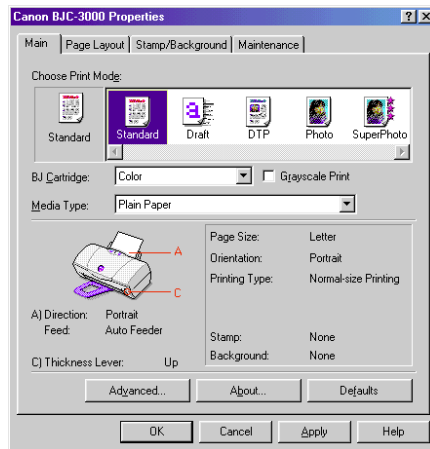 Canon BJC-3000 Properties
Main Page Layout Stamp/Background Maintenance
Choose Print Mode:
Standard
Standard Draft DTP Photo SuperPhoto
BJ Cartridge: Color Grayscale Print
Media Type: Plain Paper
A
C
A) Direction: Portrait
Feed: Auto Feeder
C) Thickness Lever: Up
Page Size: Letter
Orientation: Portrait
Printing Type: Normal-size Printing
Stamp: None
Background: None
Advanced... About... Defaults
OK Cancel Apply Help